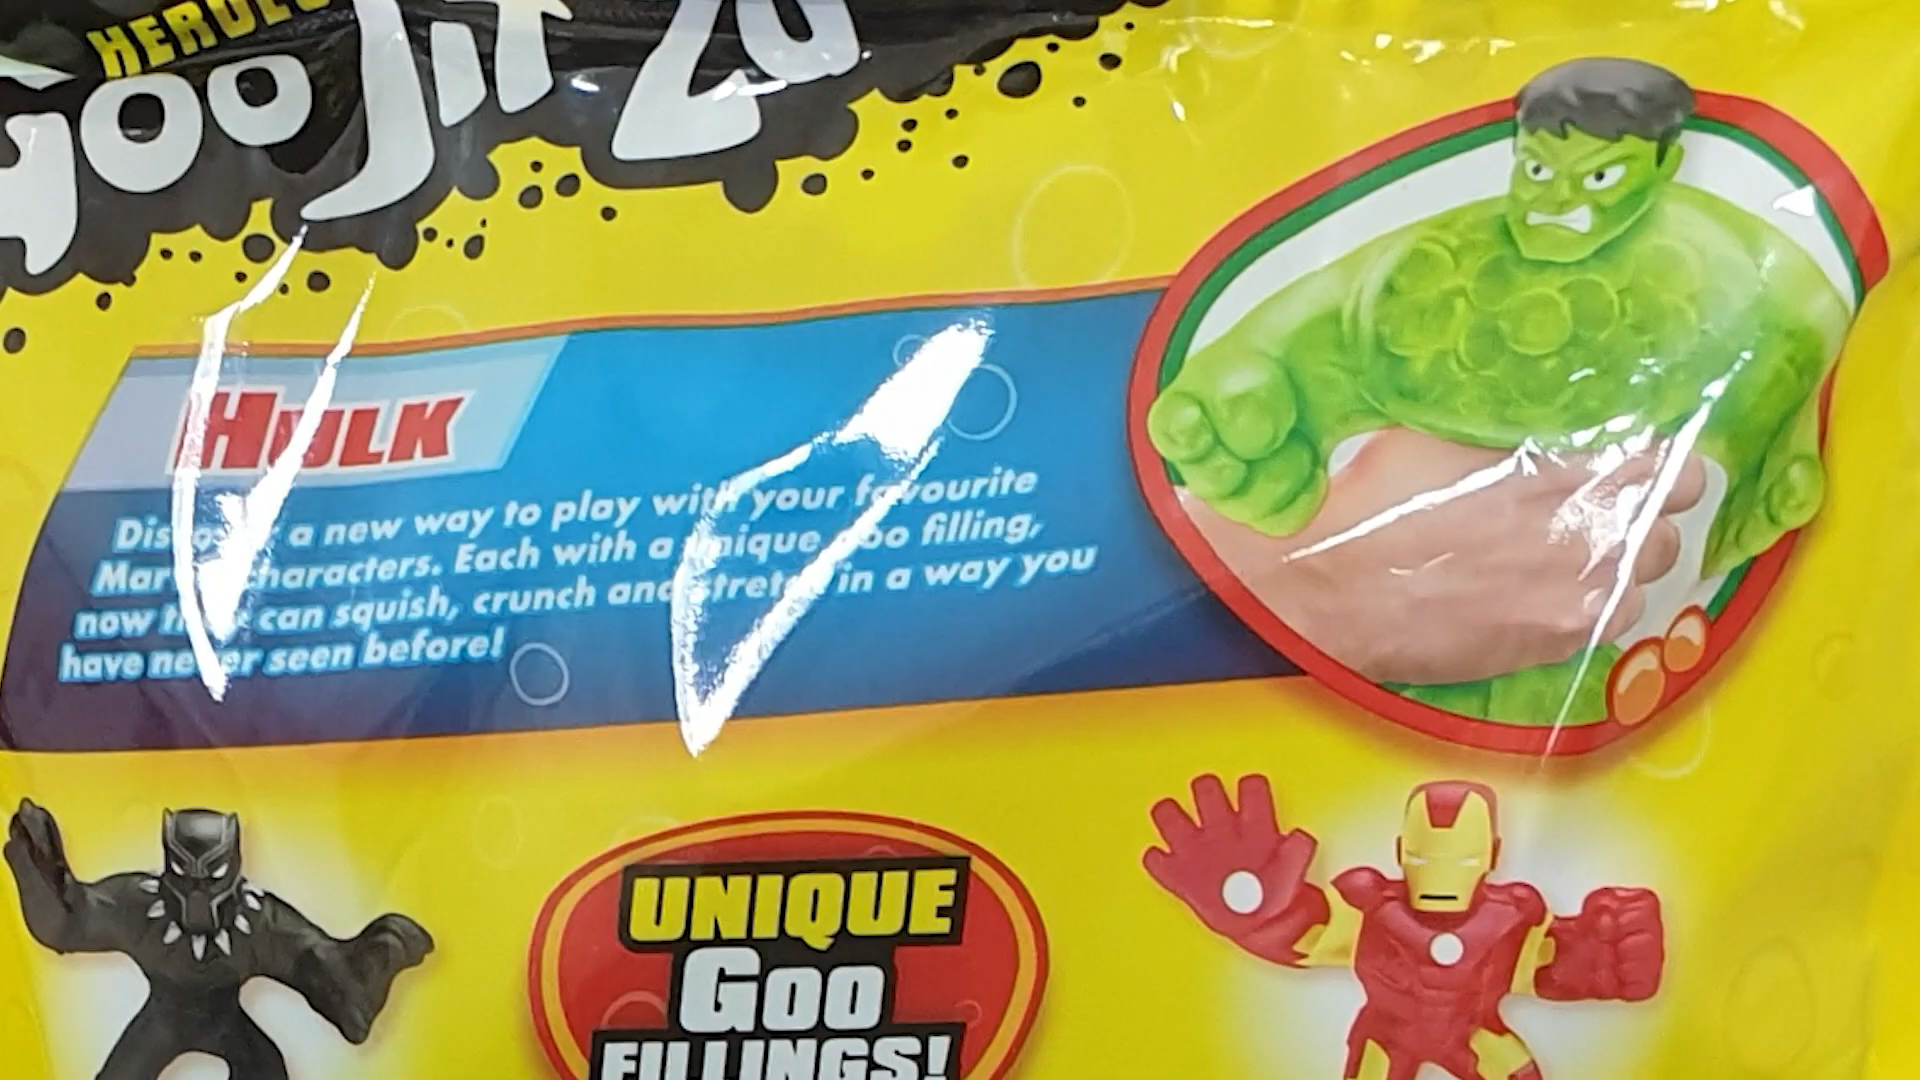 HEROES
Goo Jit Zu
HULK
Discover a new way to play with your favourite
Marvel characters. Each with a unique goo filling,
now they can squish, crunch and stretch in a way you
have never seen before!
UNIQUE
GOO
FILLINGS!